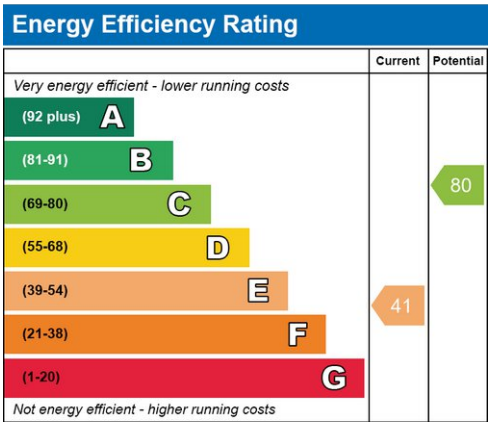 Energy Efficiency Rating
Current Potential
Very energy efficient - lower running costs
(92 plus) A
(81-91) B
(69-80) C
80
(55-68) D
(39-54) E
41
(21-38) F
(1-20) G
Not energy efficient - higher running costs